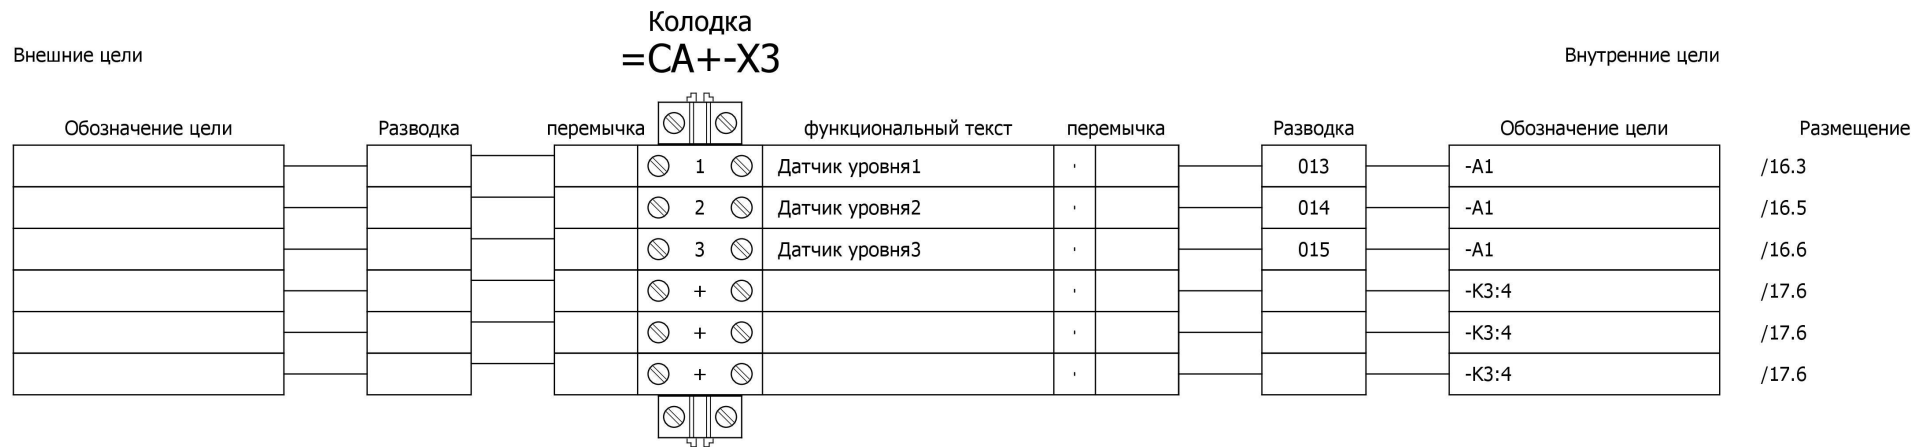 Колодка
=CA+-X3
Внешние цели
Внутренние цели
Обозначение цели Разводка перемычка функциональный текст перемычка Разводка Обозначение цели Размещение
1 Датчик уровня1 013 -A1 /16.3
2 Датчик уровня2 014 -A1 /16.5
3 Датчик уровня3 015 -A1 /16.6
+ -K3:4 /17.6
+ -K3:4 /17.6
+ -K3:4 /17.6